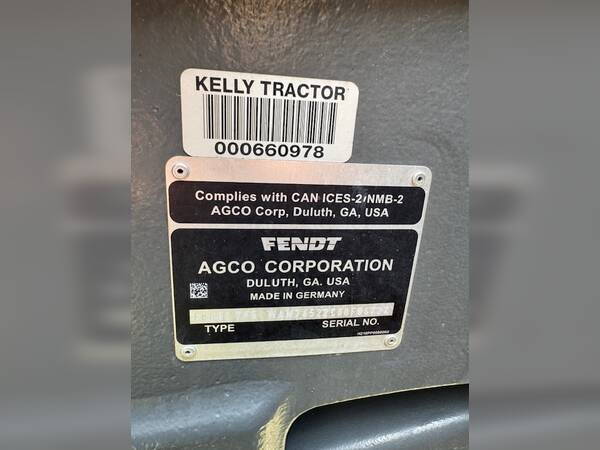 KELLY TRACTOR
000660978
Complies with CAN ICES-2/NMB-2
AGCO Corp, Duluth, GA, USA
FENDT
AGCO CORPORATION
DULUTH, GA. USA
MADE IN GERMANY
TYPE SERIAL NO.